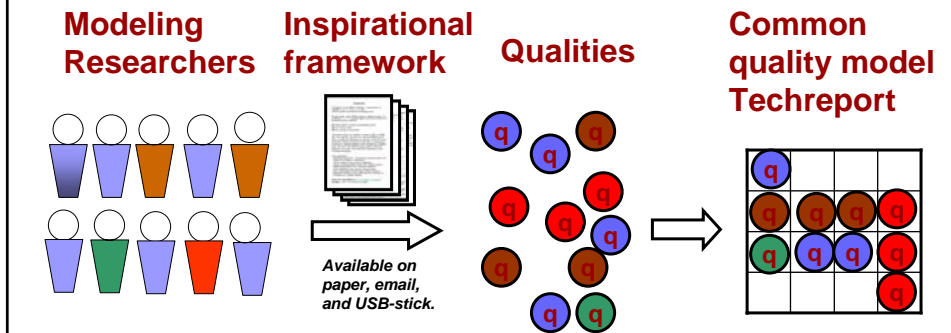 Modeling
Researchers
Inspirational
framework
Qualities
Common
quality model
Techreport
Available on
paper, email,
and USB-stick.
q q
q
q
q
q
q
q q
q q
q
q q q q
q q q q
q